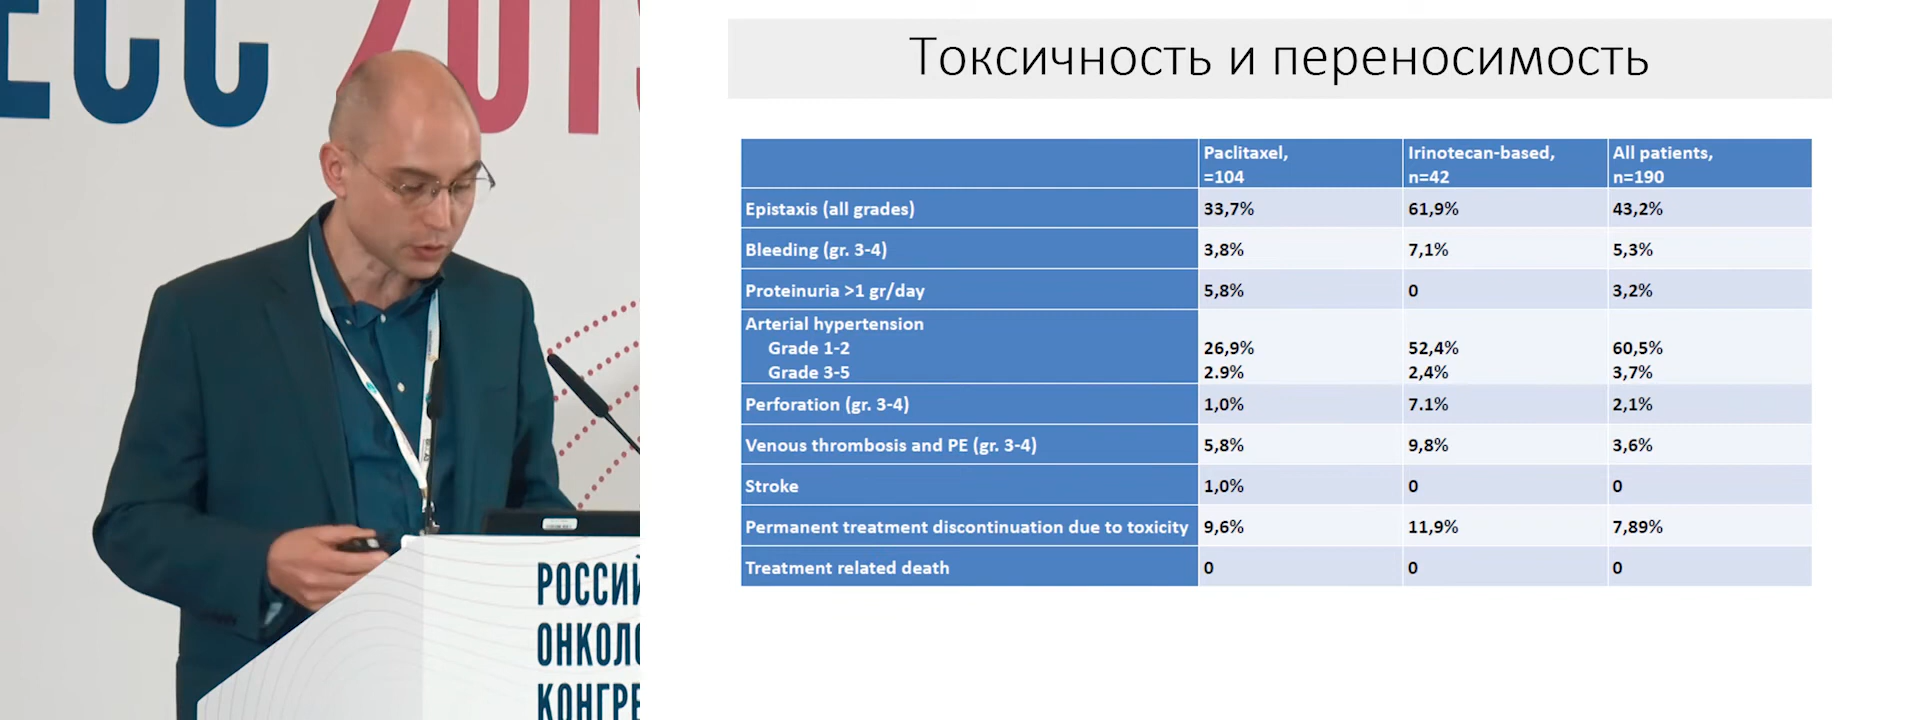 ЕСС 201
РОССИЙ
ОНКОЛО
КОНГРЕ
Токсичность и переносимость
Paclitaxel, =104 Irinotecan-based, n=42 All patients, n=190
Epistaxis (all grades) 33,7% 61,9% 43,2%
Bleeding (gr. 3-4) 3,8% 7,1% 5,3%
Proteinuria >1 gr/day 5,8% 0 3,2%
Arterial hypertension
Grade 1-2 26,9% 52,4% 60,5%
Grade 3-5 2.9% 2,4% 3,7%
Perforation (gr. 3-4) 1,0% 7.1% 2,1%
Venous thrombosis and PE (gr. 3-4) 5,8% 9,8% 3,6%
Stroke 1,0% 0 0
Permanent treatment discontinuation due to toxicity 9,6% 11,9% 7,89%
Treatment related death 0 0 0